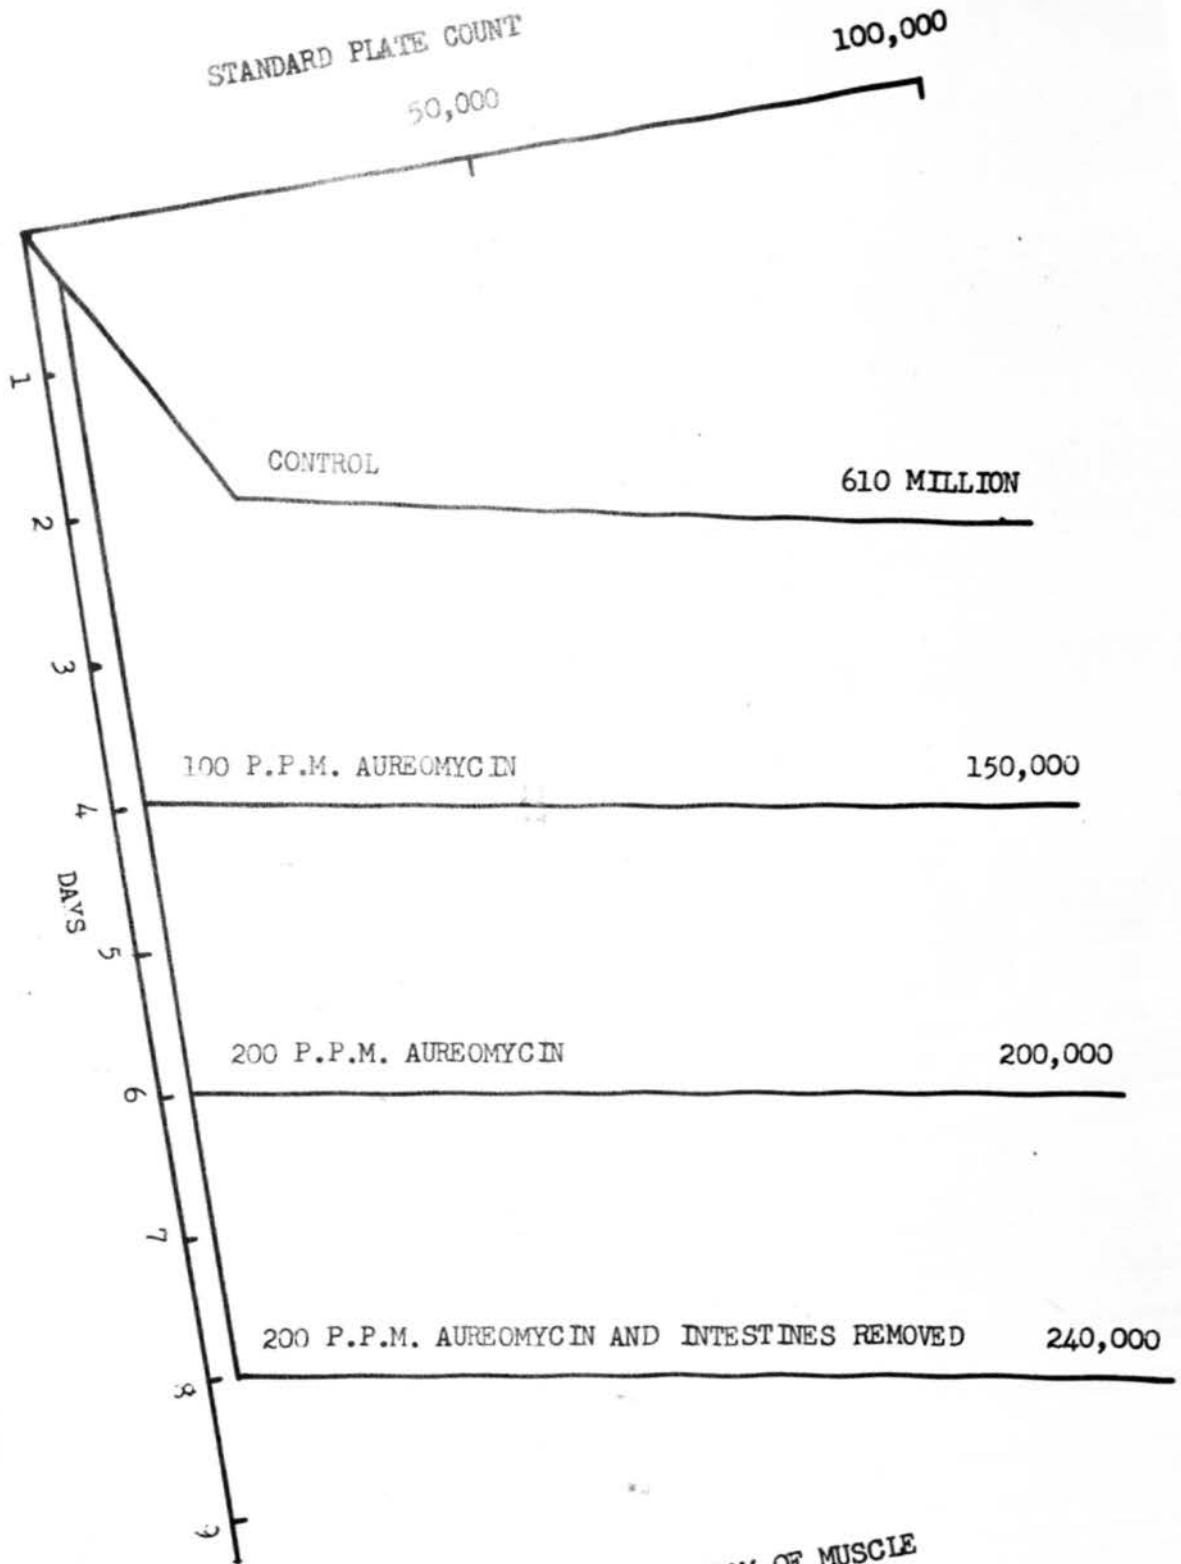 STANDARD PLATE COUNT
50,000
100,000
1
CONTROL
610 MILLION
2
3
100 P.P.M. AUREOMYCIN
150,000
4
DAYS
5
200 P.P.M. AUREOMYCIN
200,000
6
7
200 P.P.M. AUREOMYCIN AND INTESTINES REMOVED
240,000
8
9
OF MUSCLE